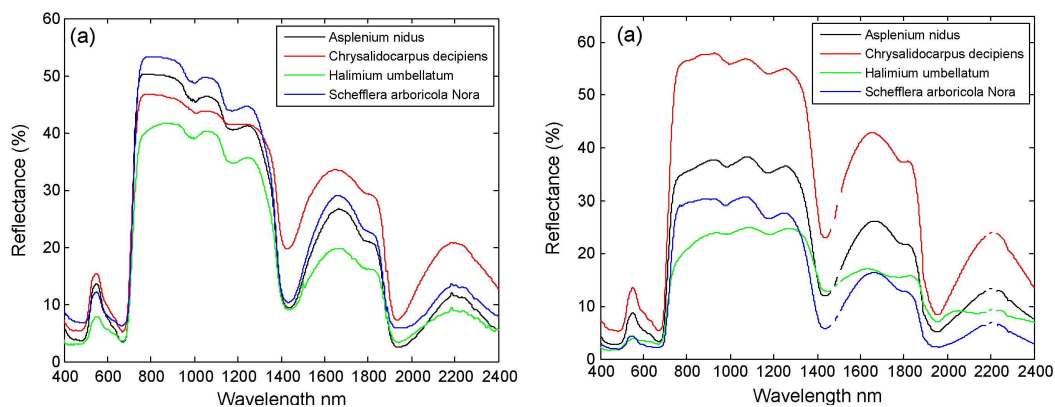 (a)
Asplenium nidus
Chrysalidocarpus decipiens
Halimium umbellatum
Schefflera arboricola Nora
60
50
40
30
20
10
0
Reflectance (%)
400 600 800 1000 1200 1400 1600 1800 2000 2200 2400
Wavelength nm
(a)
Asplenium nidus
Chrysalidocarpus decipiens
Halimium umbellatum
Schefflera arboricola Nora
60
50
40
30
20
10
0
Reflectance (%)
400 600 800 1000 1200 1400 1600 1800 2000 2200 2400
Wavelength nm